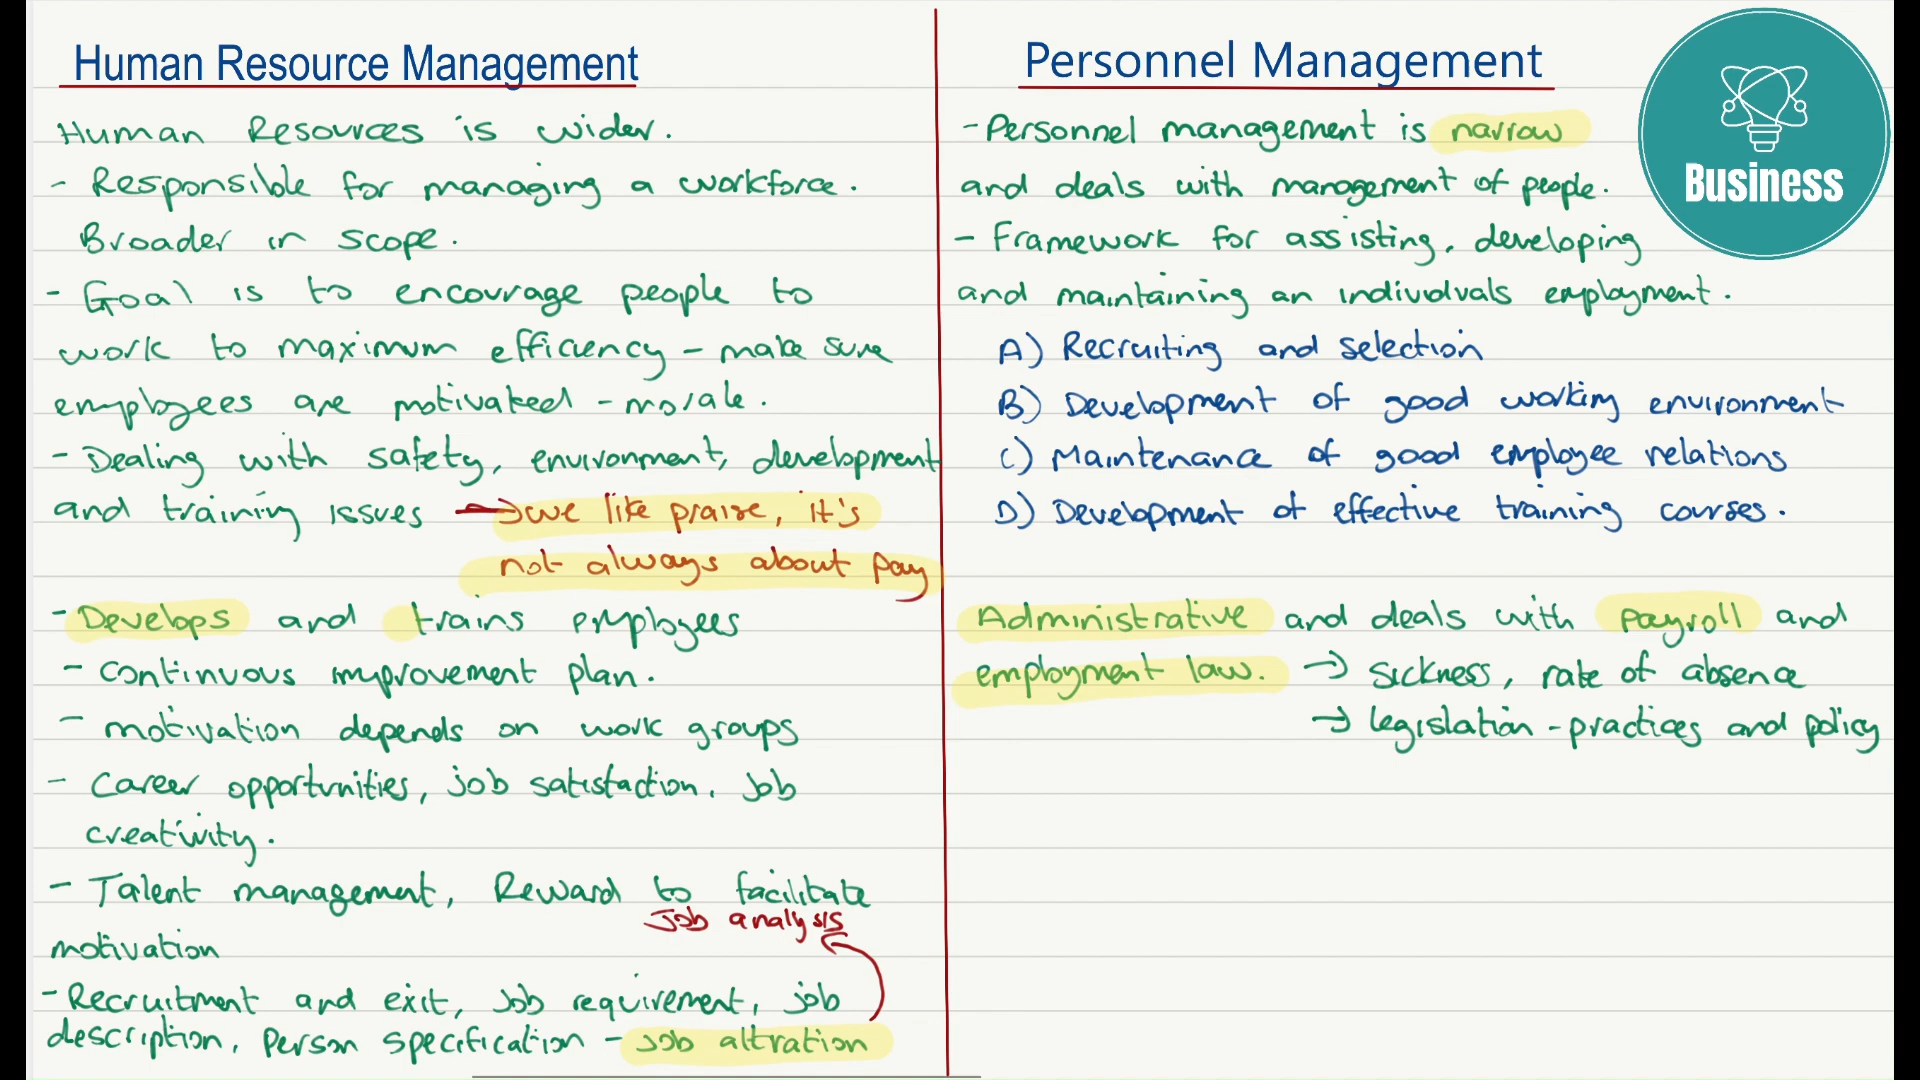 Human Resource Management
Human Resources is wider.
- Responsible for managing a workforce.
Broader in scope.
- Goal is to encourage people to
work to maximum efficiency - make sure
employees are motivated - morale.
- Dealing with safety, environment, development
and training issues → we like praise, it's
not always about pay
- Develops and trains employees
- Continuous improvement plan.
- motivation depends on work groups
- Career opportunities, job satisfaction, job
creativity.
- Talent management, Reward to facilitate
Job analysis
motivation
- Recruitment and exit, Job requirement, job
description, Person specification - Job altration
Personnel Management
- Personnel management is narrow
and deals with management of people.
- Framework for assisting, developing
and maintaining an individuals employment.
A) Recruiting and selection
B) Development of good working environment
C) Maintenance of good employee relations
D) Development of effective training courses.
Administrative and deals with payroll and
employment law. → Sickness, rate of absence
→ legislation - practices and policy
Business